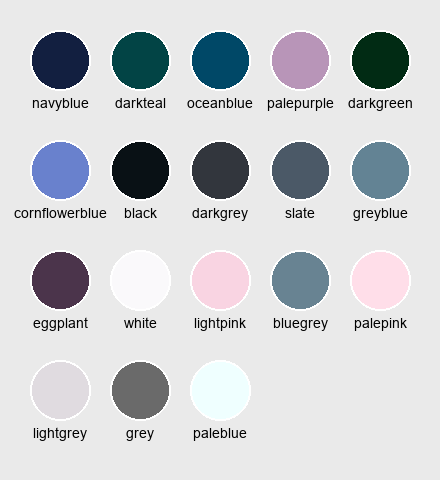 navyblue darkteal oceanblue palepurple darkgreen
cornflowerblue black darkgrey slate greyblue
eggplant white lightpink bluegrey palepink
lightgrey grey paleblue